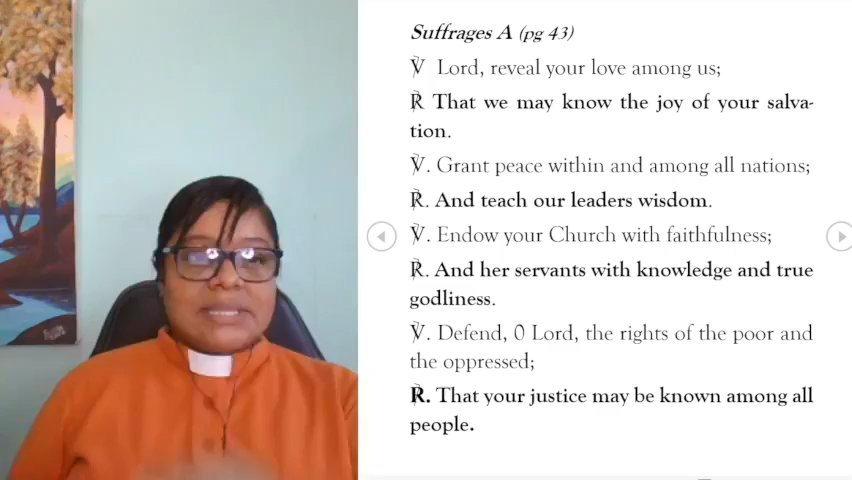 Suffrages A (pg 43)
℣ Lord, reveal your love among us;
℟ That we may know the joy of your salva-
tion.
℣. Grant peace within and among all nations;
℟. And teach our leaders wisdom.
℣. Endow your Church with faithfulness;
℟. And her servants with knowledge and true
godliness.
℣. Defend, 0 Lord, the rights of the poor and
the oppressed;
℟. That your justice may be known among all
people.